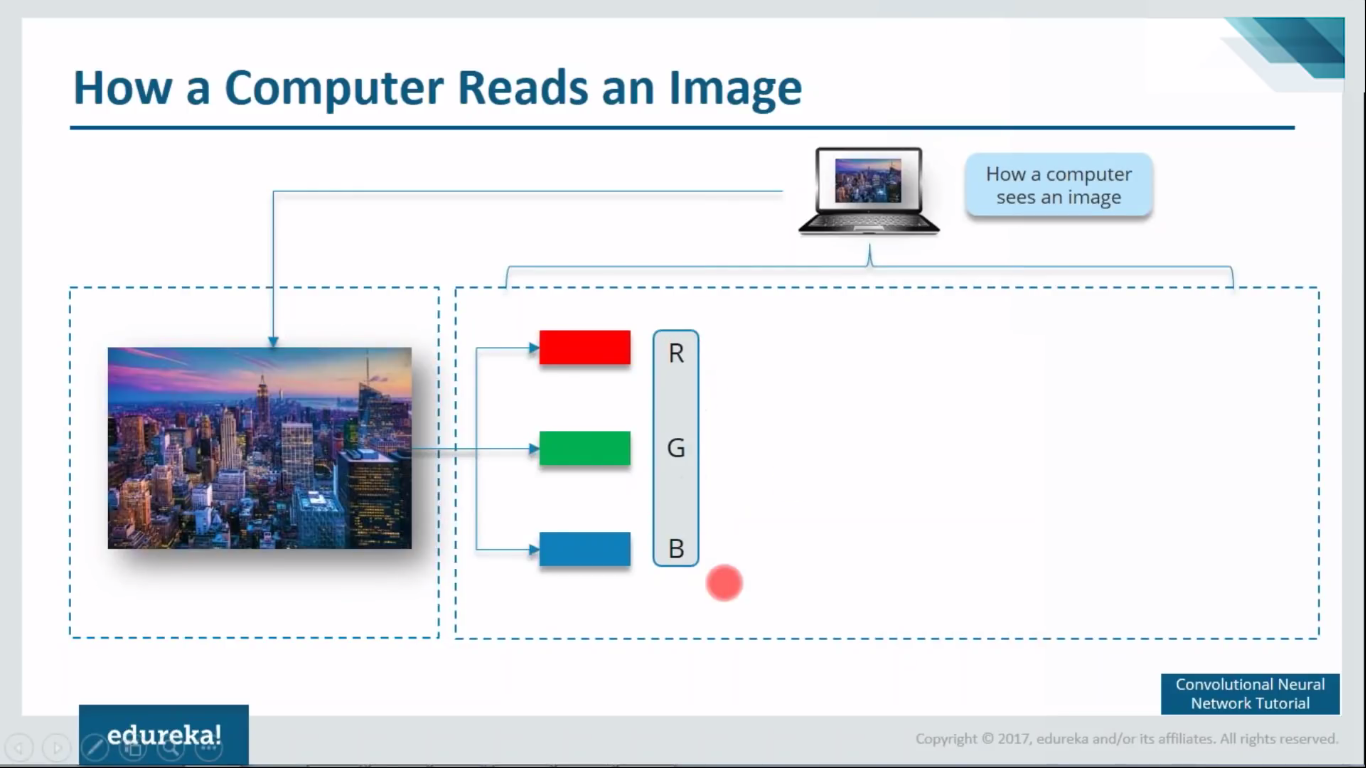 How a Computer Reads an Image
How a computer
sees an image
R
G
B
Convolutional Neural
Network Tutorial
edureka!
Copyright © 2017, edureka and/or its affiliates. All rights reserved.